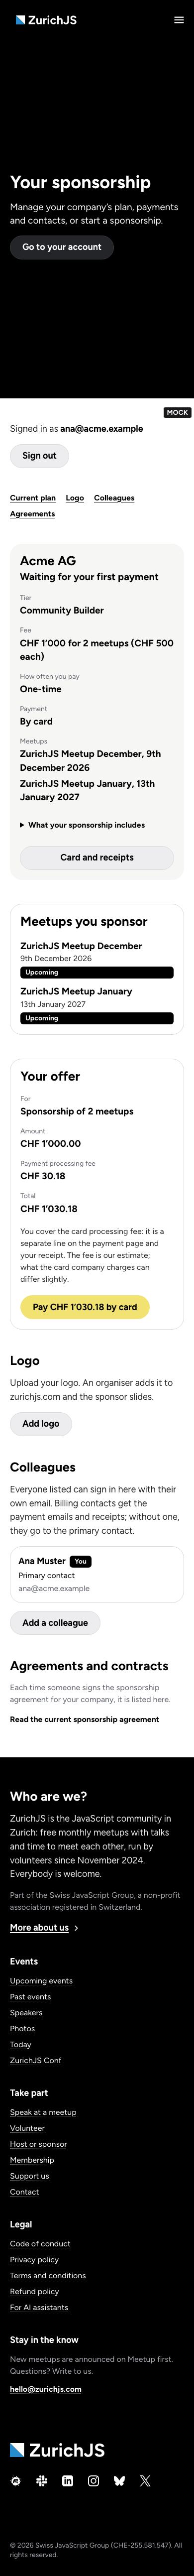 ZurichJS
Your sponsorship
Manage your company’s plan, payments
and contacts, or start a sponsorship.
Go to your account
MOCK
Signed in as ana@acme.example
Sign out
Current plan Logo Colleagues
Agreements
Acme AG
Waiting for your first payment
Tier
Community Builder
Fee
CHF 1’000 for 2 meetups (CHF 500
each)
How often you pay
One-time
Payment
By card
Meetups
ZurichJS Meetup December, 9th
December 2026
ZurichJS Meetup January, 13th
January 2027
What your sponsorship includes
Card and receipts
Meetups you sponsor
ZurichJS Meetup December
9th December 2026
Upcoming
ZurichJS Meetup January
13th January 2027
Upcoming
Your offer
For
Sponsorship of 2 meetups
Amount
CHF 1’000.00
Payment processing fee
CHF 30.18
Total
CHF 1’030.18
You cover the card processing fee: it is a
separate line on the payment page and
your receipt. The fee is our estimate;
what the card company charges can
differ slightly.
Pay CHF 1’030.18 by card
Logo
Upload your logo. An organiser adds it to
zurichjs.com and the sponsor slides.
Add logo
Colleagues
Everyone listed can sign in here with their
own email. Billing contacts get the
payment emails and receipts; without one,
they go to the primary contact.
Ana Muster You
Primary contact
ana@acme.example
Add a colleague
Agreements and contracts
Each time someone signs the sponsorship
agreement for your company, it is listed here.
Read the current sponsorship agreement
Who are we?
ZurichJS is the JavaScript community in
Zurich: free monthly meetups with talks
and time to meet each other, run by
volunteers since November 2024.
Everybody is welcome.
Part of the Swiss JavaScript Group, a non-profit
association registered in Switzerland.
More about us
Events
Upcoming events
Past events
Speakers
Photos
Today
ZurichJS Conf
Take part
Speak at a meetup
Volunteer
Host or sponsor
Membership
Support us
Contact
Legal
Code of conduct
Privacy policy
Terms and conditions
Refund policy
For AI assistants
Stay in the know
New meetups are announced on Meetup first.
Questions? Write to us.
hello@zurichjs.com
ZurichJS
© 2026 Swiss JavaScript Group (CHE-255.581.547). All
rights reserved.